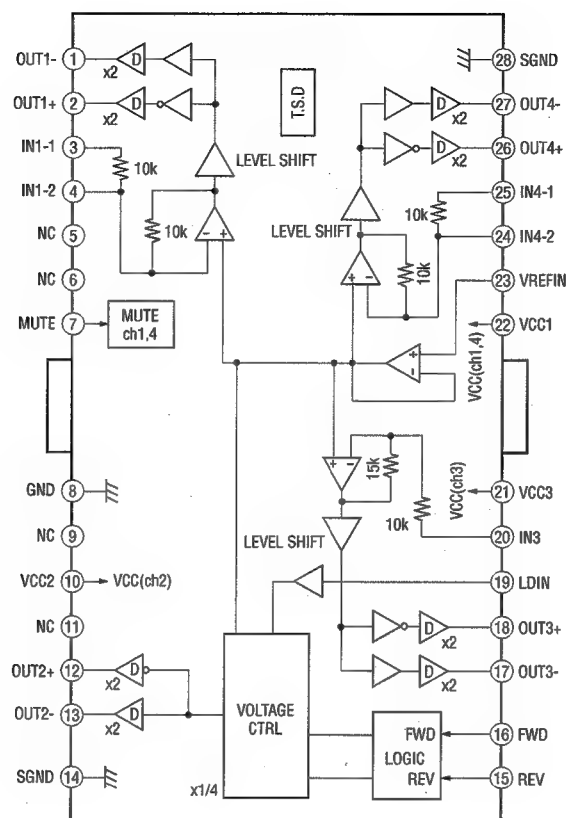 OUT1- 1 x2 D
OUT1+ 2 x2 D
IN1-1 3 10k
IN1-2 4
NC 5
NC 6
MUTE 7 MUTE ch1,4
GND 8
NC 9
VCC2 10 VCC(ch2)
NC 11
OUT2+ 12 x2 D
OUT2- 13 x2 D
SGND 14
T.S.D
LEVEL SHIFT
10k
- +
28 SGND
D x2 27 OUT4-
D x2 26 OUT4+
10k 25 IN4-1
24 IN4-2
LEVEL SHIFT
10k
+ -
23 VREFIN
22 VCC1
VCC(ch1,4)
+
-
+ -
15k
VCC(ch3)
21 VCC3
10k
20 IN3
LEVEL SHIFT
19 LDIN
D x2 18 OUT3+
D x2 17 OUT3-
VOLTAGE
CTRL
x1/4
FWD
LOGIC
REV
16 FWD
15 REV